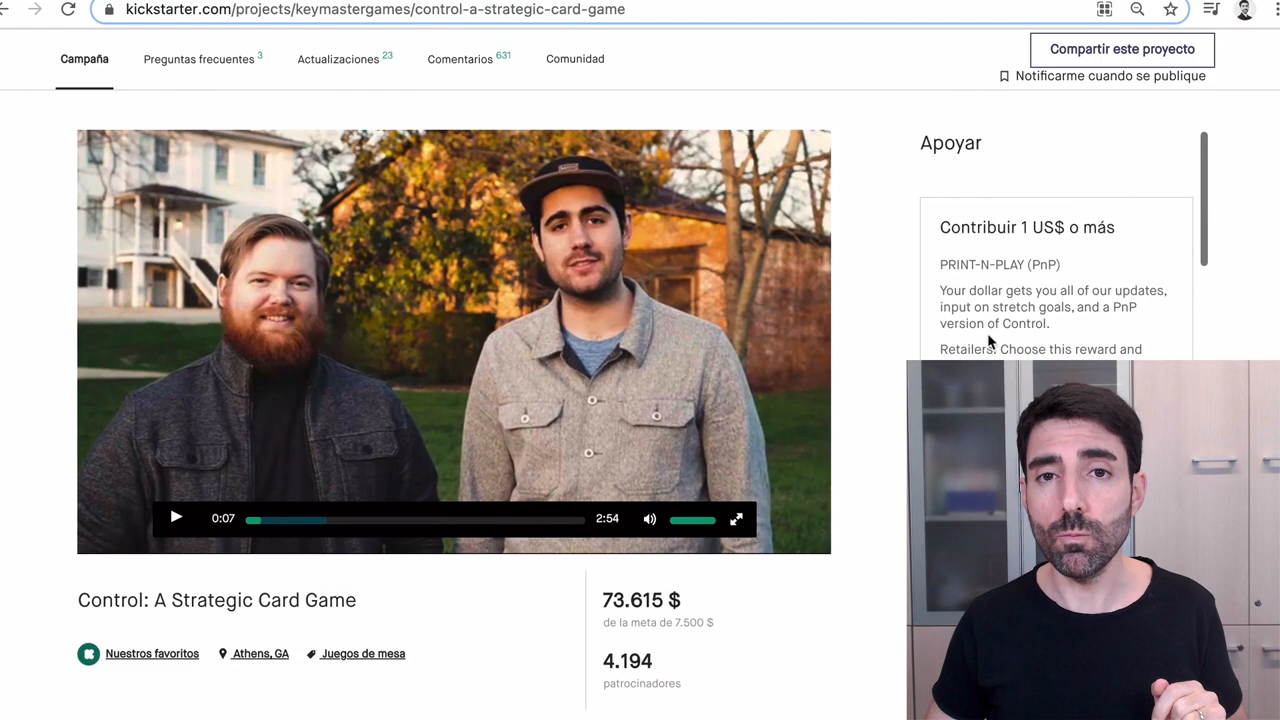 kickstarter.com/projects/keymastergames/control-a-strategic-card-game
Campaña
Preguntas frecuentes 3
Actualizaciones 23
Comentarios 631
Comunidad
Compartir este proyecto
Notificarme cuando se publique
Apoyar
Contribuir 1 US$ o más
PRINT-N-PLAY (PnP)
Your dollar gets you all of our updates,
input on stretch goals, and a PnP
version of Control.
Retailers: Choose this reward and
0:07
2:54
Control: A Strategic Card Game
Nuestros favoritos
Athens, GA
Juegos de mesa
73.615 $
de la meta de 7.500 $
4.194
patrocinadores